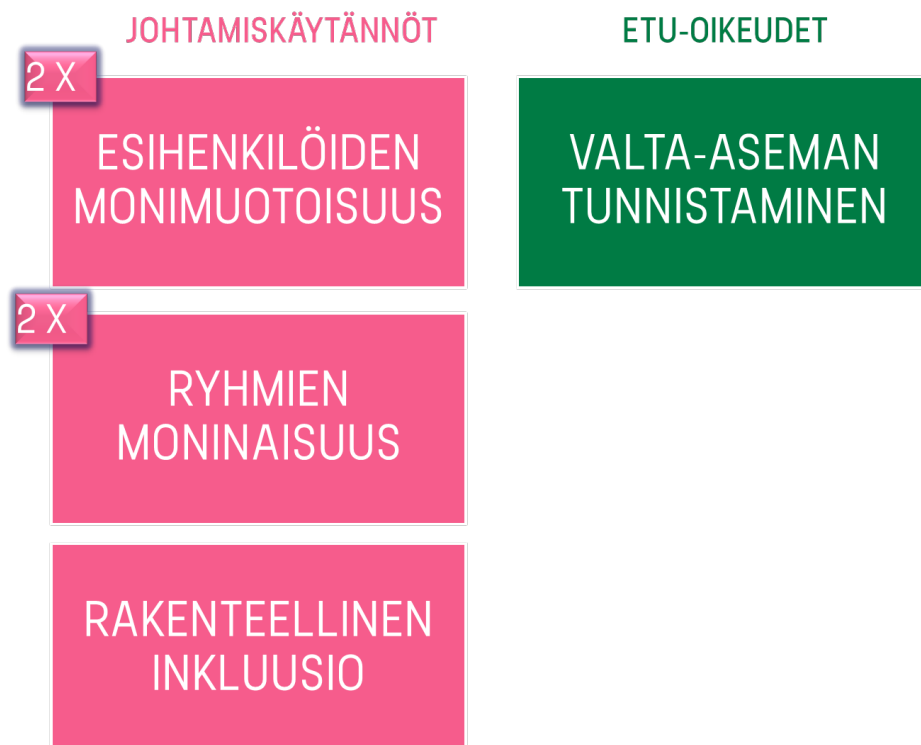 JOHTAMISKÄYTÄNNÖT
2 X
ESIHENKILÖIDEN
MONIMUOTOISUUS
2 X
RYHMIEN
MONINAISUUS
RAKENTEELLINEN
INKLUUSIO
ETU-OIKEUDET
VALTA-ASEMAN
TUNNISTAMINEN